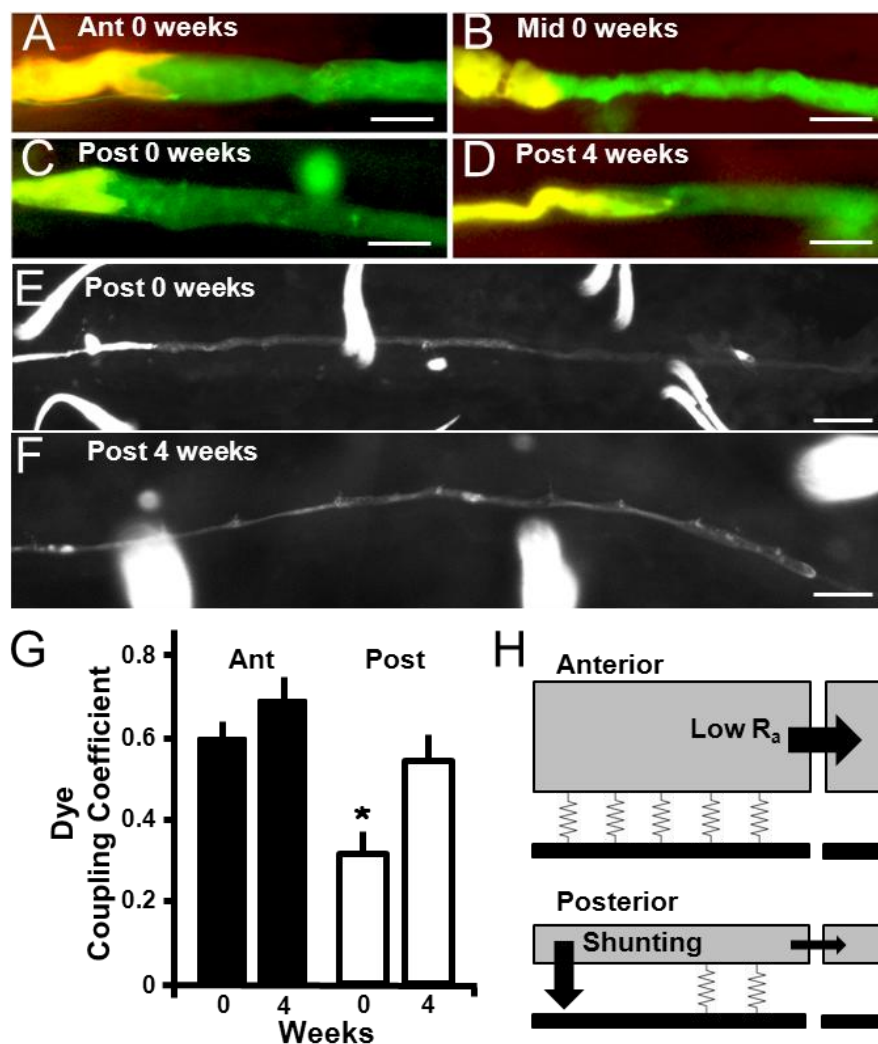 A Ant 0 weeks
B Mid 0 weeks
C Post 0 weeks
D Post 4 weeks
E Post 0 weeks
F Post 4 weeks
G
Dye
Coupling Coefficient
0.8
0.6
0.4
0.2
0
Ant
Post
*
0
4
0
4
Weeks
H
Anterior
Low Ra
Posterior
Shunting